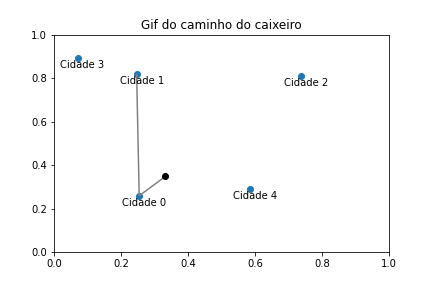 Gif do caminho do caixeiro
1.0
Cidade 3
Cidade 1
Cidade 2
0.8
0.6
0.4
Cidade 4
Cidade 0
0.2
0.0
0.0 0.2 0.4 0.6 0.8 1.0